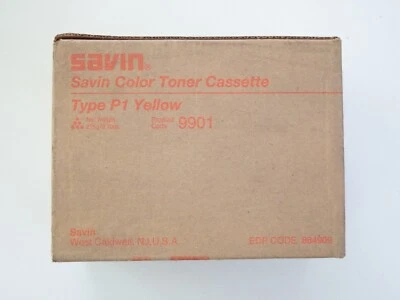 savin®
Savin Color Toner Cassette
Type P1 Yellow
Product
Code 9901
Savin
West Caldwell, NJ, U.S.A.
EDP CODE: